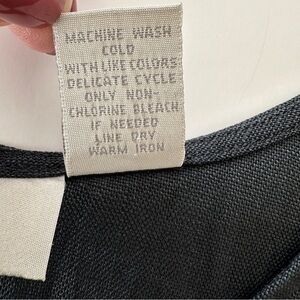 MACHINE WASH
COLD
WITH LIKE COLORS
DELICATE CYCLE
ONLY NON-
CHLORINE BLEACH
IF NEEDED
LINE DRY
WARM IRON